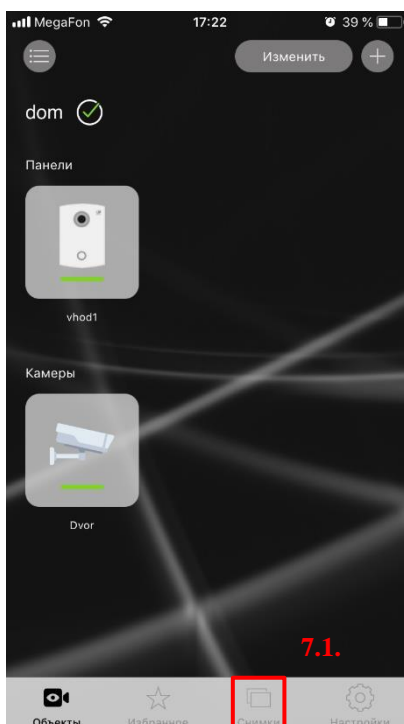 MegaFon 17:22 39 %
Изменить
dom
Панели
vhod1
Камеры
Dvor
7.1.
Объекты Избранное Снимки Настройки